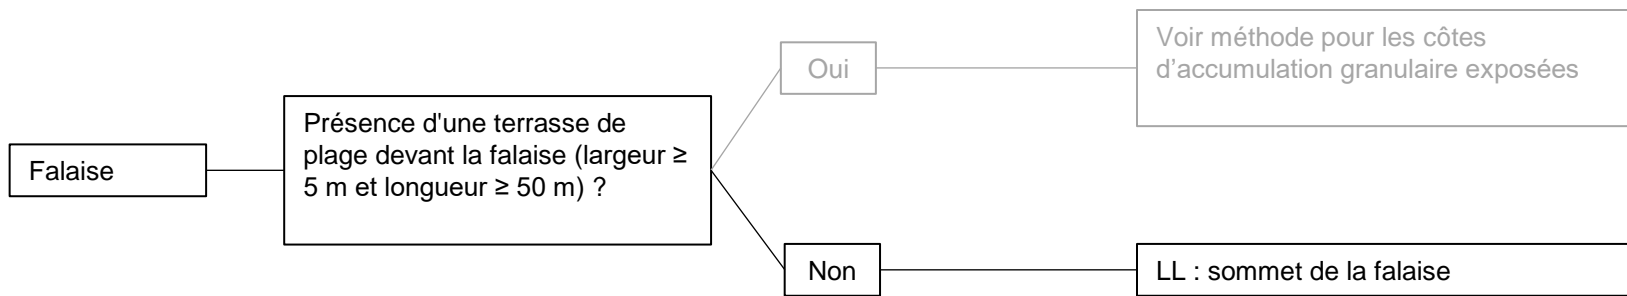 Falaise
Présence d'une terrasse de
plage devant la falaise (largeur ≥
5 m et longueur ≥ 50 m) ?
Oui
Voir méthode pour les côtes
d’accumulation granulaire exposées
Non
LL : sommet de la falaise